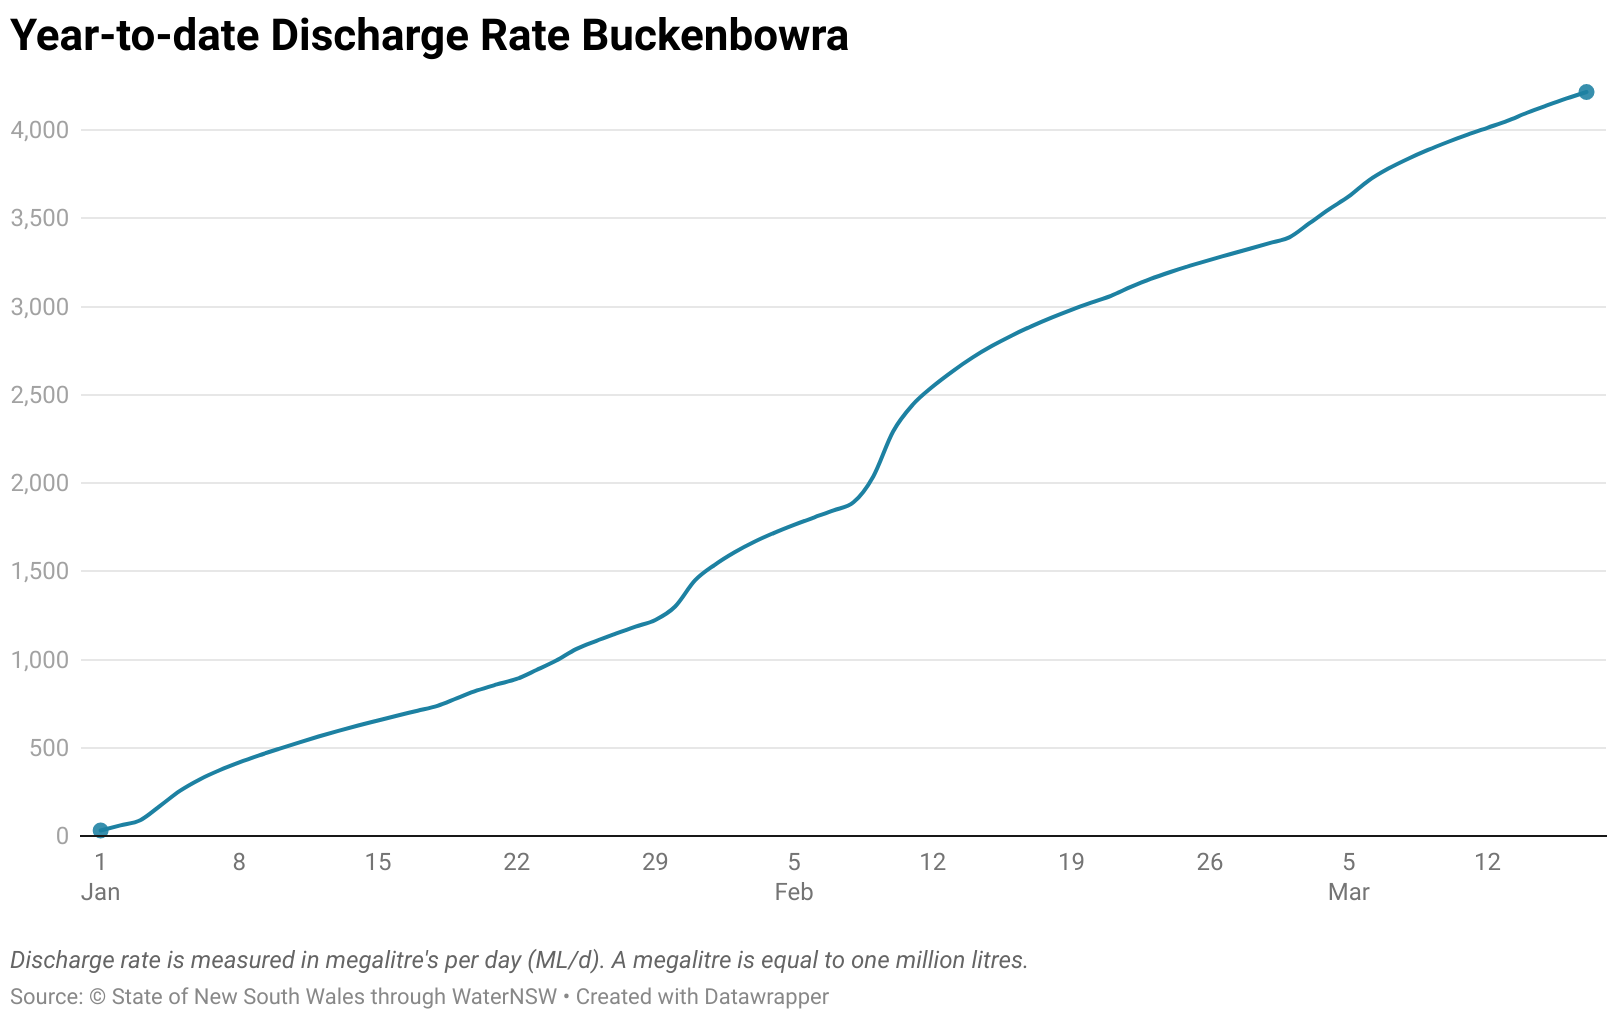 Year-to-date Discharge Rate Buckenbowra
4,000
3,500
3,000
2,500
2,000
1,500
1,000
500
0
1 8 15 22 29 5 12 19 26 5 12
Jan Feb Mar
Discharge rate is measured in megalitre's per day (ML/d). A megalitre is equal to one million litres.
Source: © State of New South Wales through WaterNSW • Created with Datawrapper